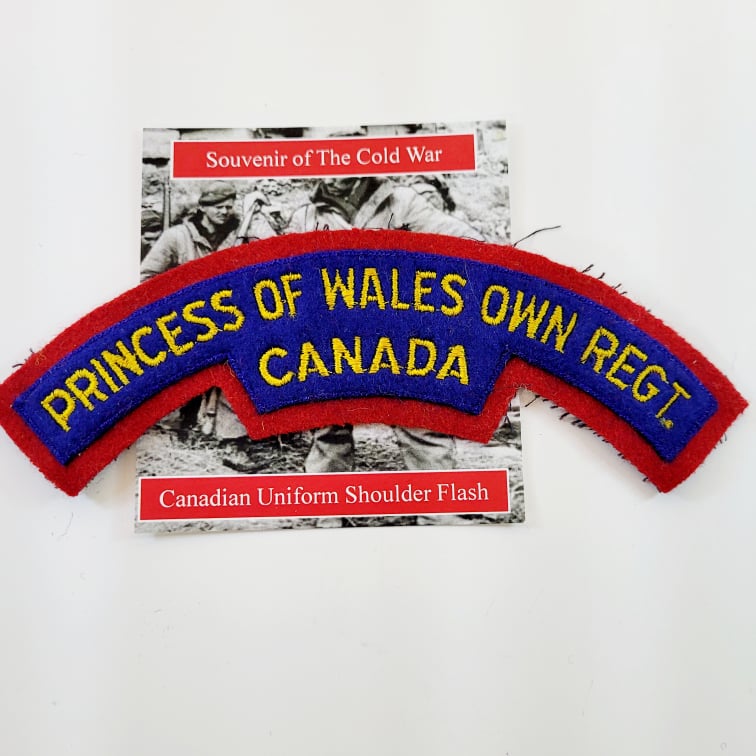 Souvenir of The Cold War
PRINCESS OF WALES OWN REGT.
CANADA
Canadian Uniform Shoulder Flash